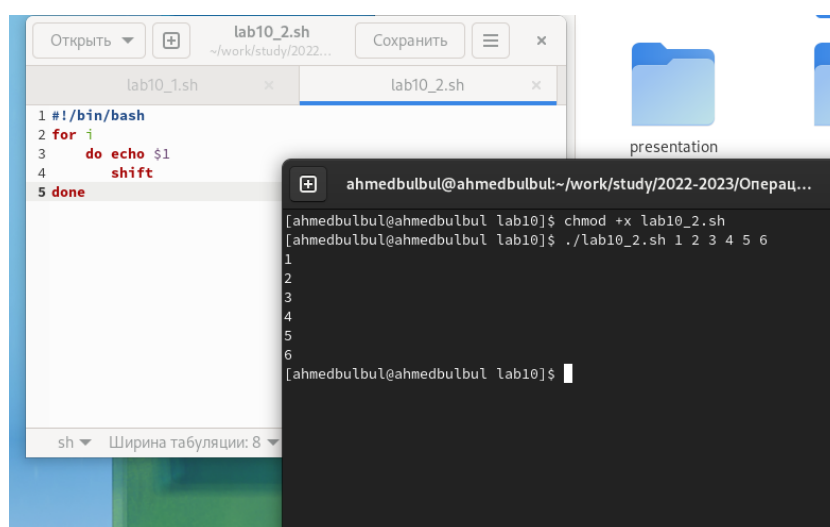 Открыть
lab10_2.sh
~/work/study/2022...
Сохранить
lab10_1.sh
lab10_2.sh
1 #!/bin/bash
2 for i
3     do echo $1
4        shift
5 done
sh
Ширина табуляции: 8
presentation
ahmedbulbul@ahmedbulbul:~/work/study/2022-2023/Операц...
[ahmedbulbul@ahmedbulbul lab10]$ chmod +x lab10_2.sh
[ahmedbulbul@ahmedbulbul lab10]$ ./lab10_2.sh 1 2 3 4 5 6
1
2
3
4
5
6
[ahmedbulbul@ahmedbulbul lab10]$